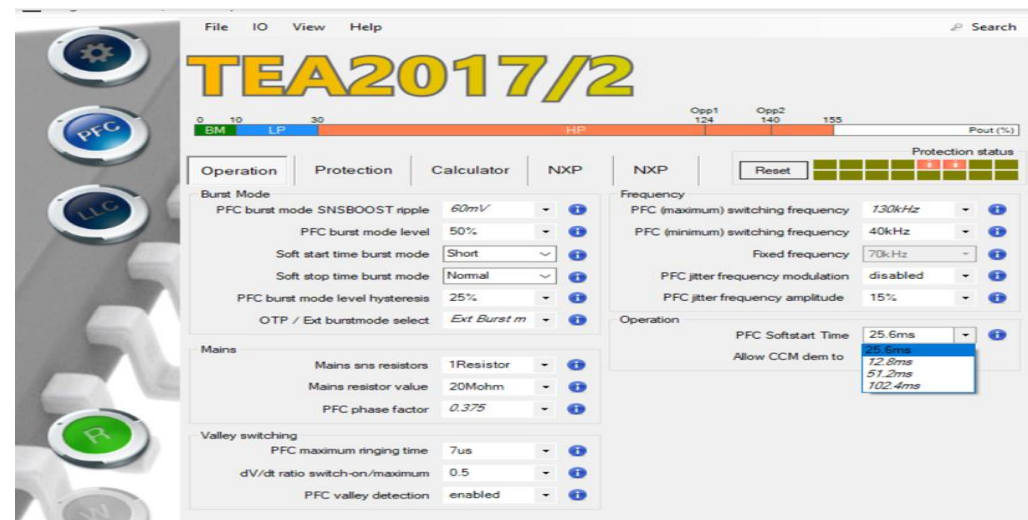 File IO View Help Search
TEA2017/2
Opp1 Opp2
0 10 30 124 140 155
BM LP HP Pout (%)
Protection status
Operation Protection Calculator NXP NXP Reset
Burst Mode
PFC burst mode SNSBOOST ripple 60mV
PFC burst mode level 50%
Soft start time burst mode Short
Soft stop time burst mode Normal
PFC burst mode level hysteresis 25%
OTP / Ext burstmode select Ext Burst m
Mains
Mains sns resistors 1Resistor
Mains resistor value 20Mohm
PFC phase factor 0.375
Valley switching
PFC maximum ringing time 7us
dV/dt ratio switch-on/maximum 0.5
PFC valley detection enabled
Frequency
PFC (maximum) switching frequency 130kHz
PFC (minimum) switching frequency 40kHz
Fixed frequency 70kHz
PFC jitter frequency modulation disabled
PFC jitter frequency amplitude 15%
Operation
PFC Softstart Time 25.6ms
Allow CCM dem to
25.6ms
12.8ms
51.2ms
102.4ms
PFC
LLC
R
W